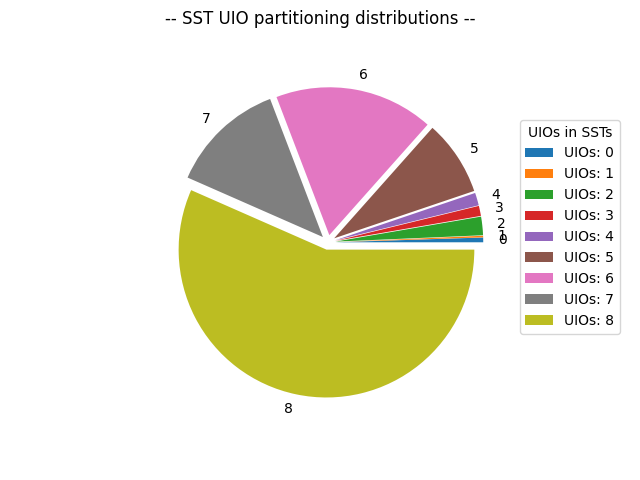 -- SST UIO partitioning distributions --
6
7
5
4
3
2
1
0
8
UIOs in SSTs
UIOs: 0
UIOs: 1
UIOs: 2
UIOs: 3
UIOs: 4
UIOs: 5
UIOs: 6
UIOs: 7
UIOs: 8